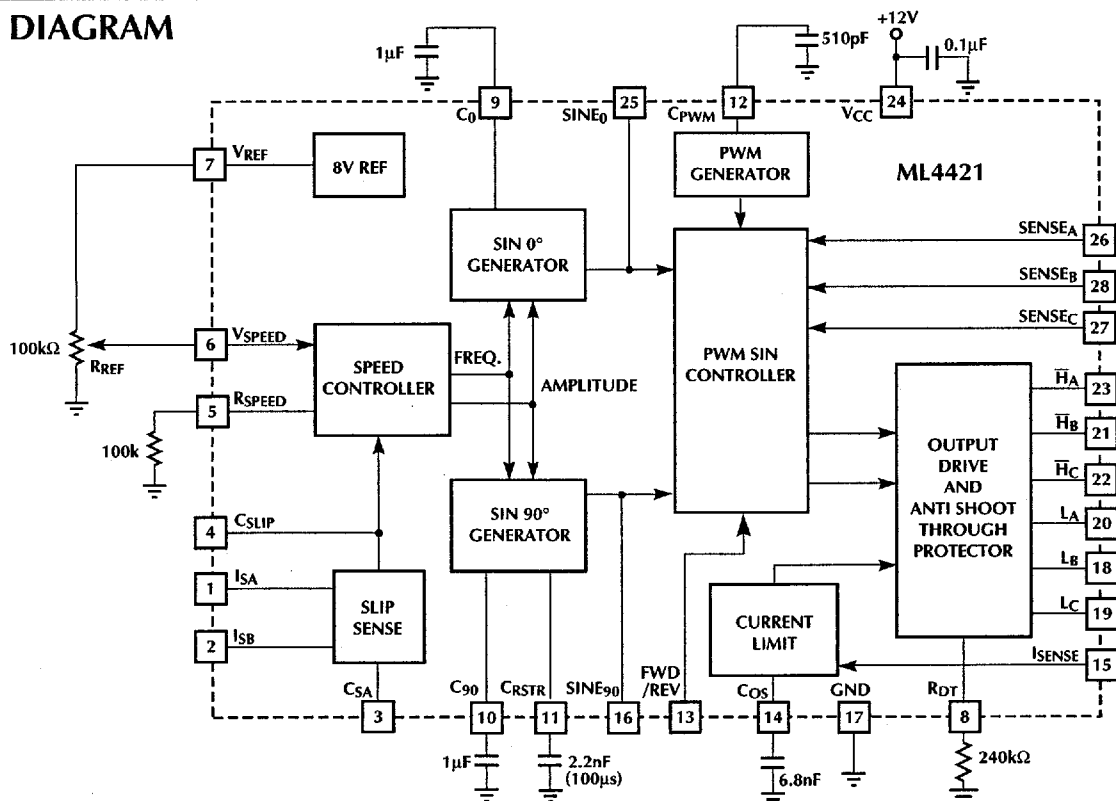 DIAGRAM
1µF
510pF
+12V
0.1µF
9
25
12
24
C0
SINE0
CPWM
VCC
7
VREF
8V REF
PWM
GENERATOR
ML4421
SIN 0°
GENERATOR
SENSEA
26
SENSEB
28
SENSEC
27
100kΩ
RREF
6
VSPEED
SPEED
CONTROLLER
FREQ.
AMPLITUDE
PWM SIN
CONTROLLER
5
RSPEED
100k
H̅A
23
H̅B
21
H̅C
22
LA
20
LB
18
LC
19
OUTPUT
DRIVE
AND
ANTI SHOOT
THROUGH
PROTECTOR
SIN 90°
GENERATOR
4
CSLIP
1
ISA
2
ISB
SLIP
SENSE
CURRENT
LIMIT
ISENSE
15
CSA
C90
CRSTR
SINE90
FWD
/REV
COS
GND
RDT
3
10
11
16
13
14
17
8
1µF
2.2nF
(100µs)
6.8nF
240kΩ